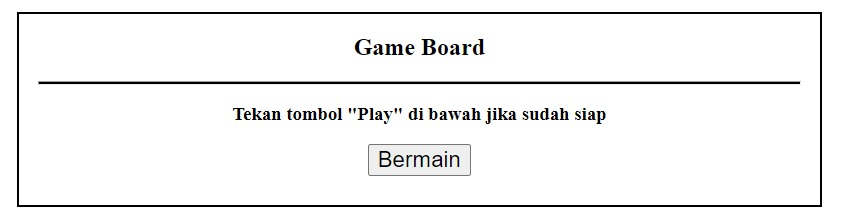 Game Board
Tekan tombol "Play" di bawah jika sudah siap
Bermain